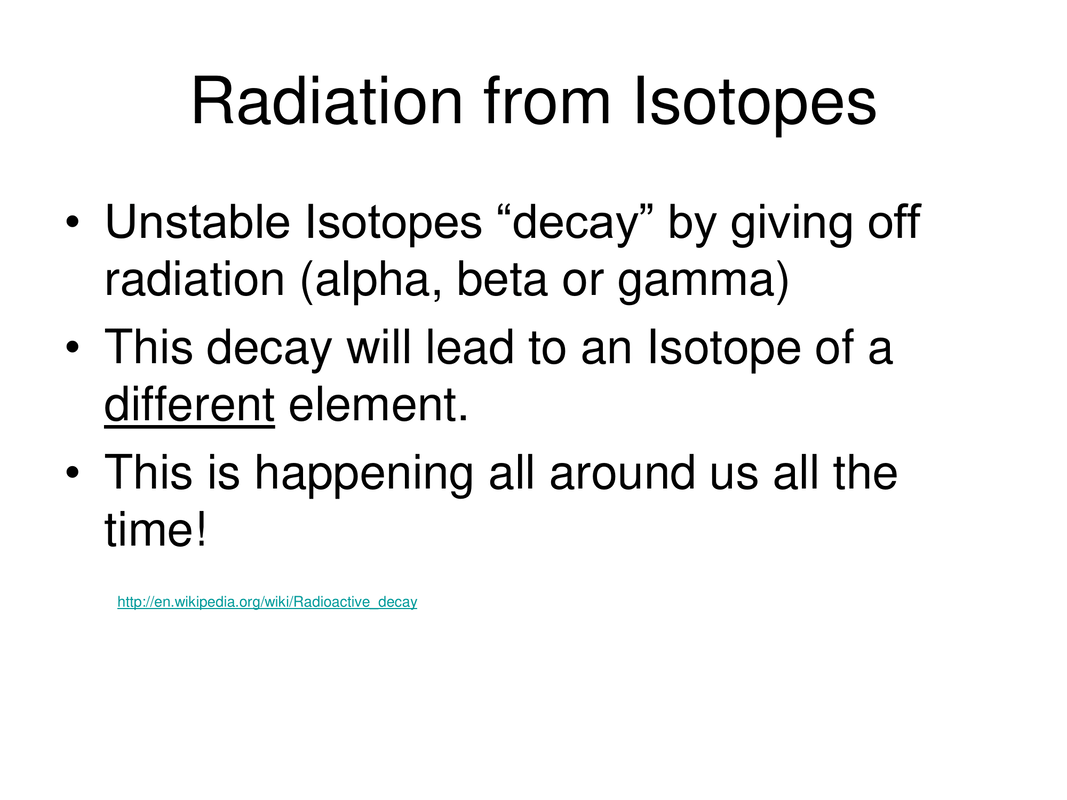 Radiation from Isotopes
• Unstable Isotopes “decay” by giving off
radiation (alpha, beta or gamma)
• This decay will lead to an Isotope of a
different element.
• This is happening all around us all the
time!
http://en.wikipedia.org/wiki/Radioactive_decay